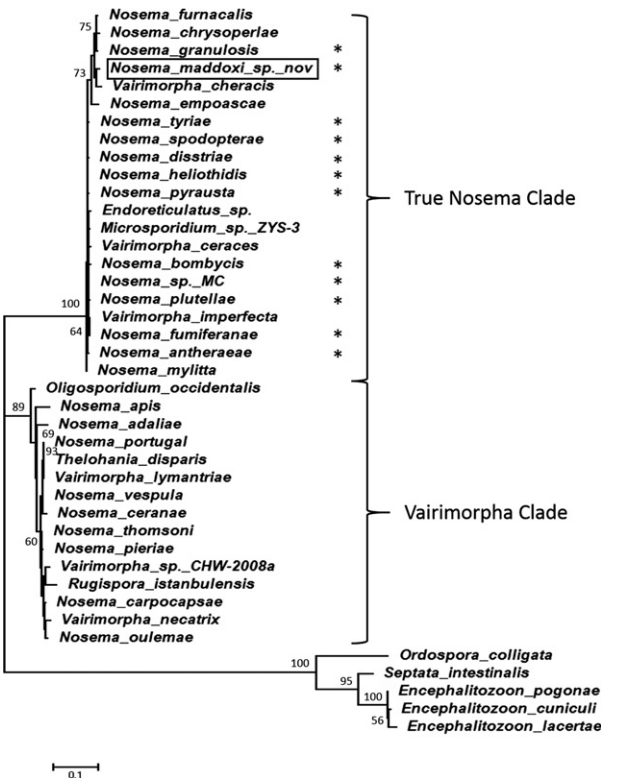 75
Nosema_furnacalis
Nosema_chrysoperlae
Nosema_granulosis *
73
Nosema_maddoxi_sp._nov *
Vairimorpha_cheracis
Nosema_empoascae
Nosema_tyriae *
Nosema_spodopterae *
Nosema_disstriae *
Nosema_heliothidis *
Nosema_pyrausta *
True Nosema Clade
Endoreticulatus_sp.
Microsporidium_sp._ZYS-3
Vairimorpha_ceraces
Nosema_bombycis *
Nosema_sp._MC *
100
Nosema_plutellae *
Vairimorpha_imperfecta
64
Nosema_fumiferanae *
Nosema_antheraeae *
Nosema_mylitta
Oligosporidium_occidentalis
89
Nosema_apis
Nosema_adaliae
69
Nosema_portugal
93
Thelohania_disparis
Vairimorpha_lymantriae
Nosema_vespula
Nosema_ceranae
Vairimorpha Clade
Nosema_thomsoni
60
Nosema_pieriae
Vairimorpha_sp._CHW-2008a
Rugispora_istanbulensis
Nosema_carpocapsae
Vairimorpha_necatrix
Nosema_oulemae
100
Ordospora_colligata
95
Septata_intestinalis
100
Encephalitozoon_pogonae
Encephalitozoon_cuniculi
56
Encephalitozoon_lacertae
0.1